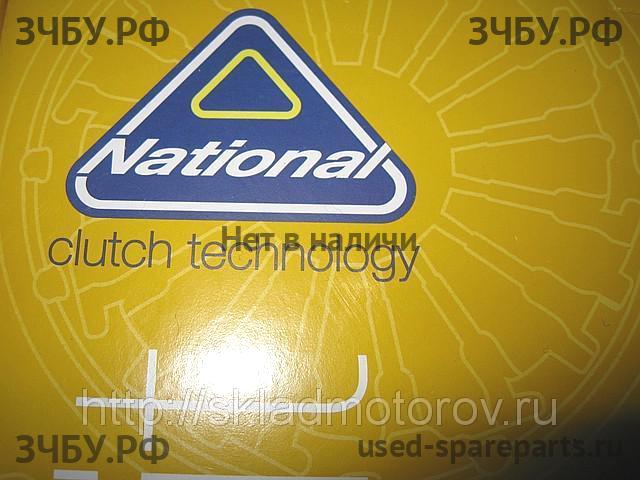 ЗЧБУ.РФ ЗЧБУ.РФ
National
clutch technology
Нет в наличи
http://skladmotorov.ru
ЗЧБУ.РФ used-spareparts.ru